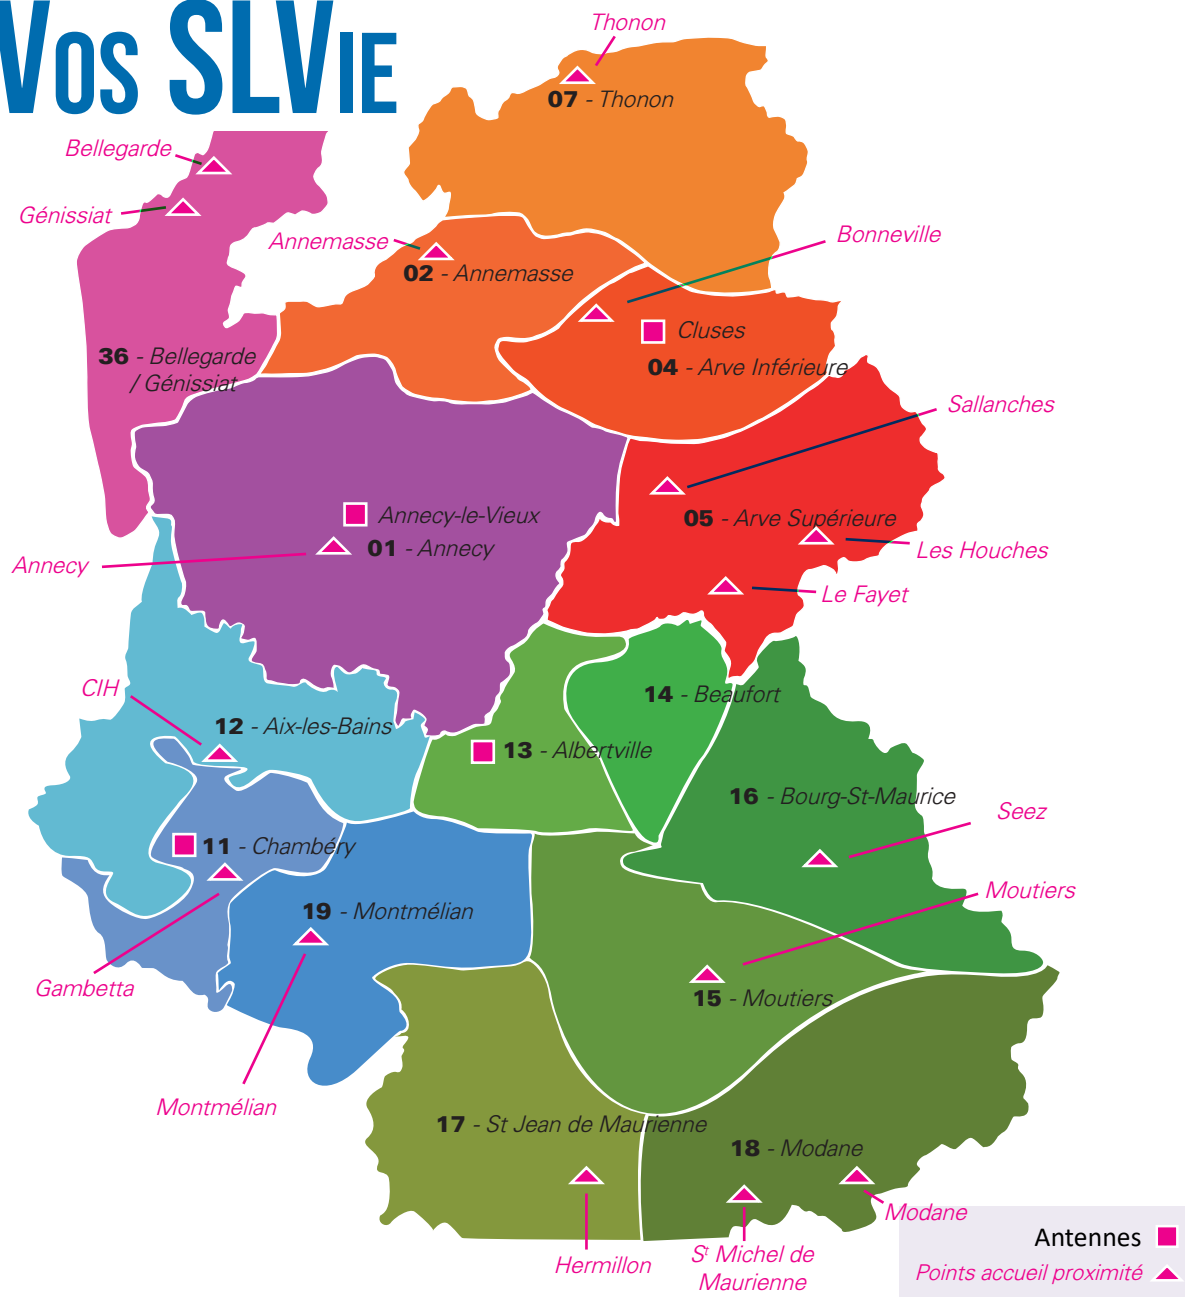 Vos SLVie
Thonon
07 - Thonon
Bellegarde
Génissiat
Annemasse
02 - Annemasse
Bonneville
Cluses
04 - Arve Inférieure
36 - Bellegarde
/ Génissiat
Sallanches
05 - Arve Supérieure
Les Houches
Le Fayet
Annecy-le-Vieux
01 - Annecy
Annecy
CIH
12 - Aix-les-Bains
14 - Beaufort
13 - Albertville
16 - Bourg-St-Maurice
Seez
11 - Chambéry
Moutiers
19 - Montmélian
Gambetta
15 - Moutiers
Montmélian
17 - St Jean de Maurienne
18 - Modane
Modane
Hermillon
St Michel de
Maurienne
Antennes
Points accueil proximité